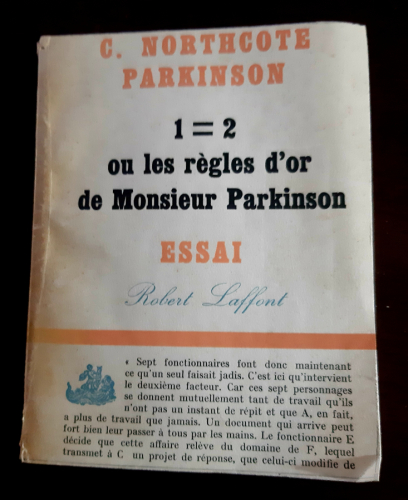 C. NORTHCOTE
PARKINSON
1 = 2
ou les règles d'or
de Monsieur Parkinson
ESSAI
Robert Laffont
« Sept fonctionnaires font donc maintenant
ce qu'un seul faisait jadis. C'est ici qu'intervient
le deuxième facteur. Car ces sept personnages
se donnent mutuellement tant de travail qu'ils
n'ont pas un instant de répit et que A, en fait,
a plus de travail que jamais. Un document qui arrive peut
fort bien leur passer à tous par les mains. Le fonctionnaire E
décide que cette affaire relève du domaine de F, lequel
transmet à C un projet de réponse, que celui-ci modifie de